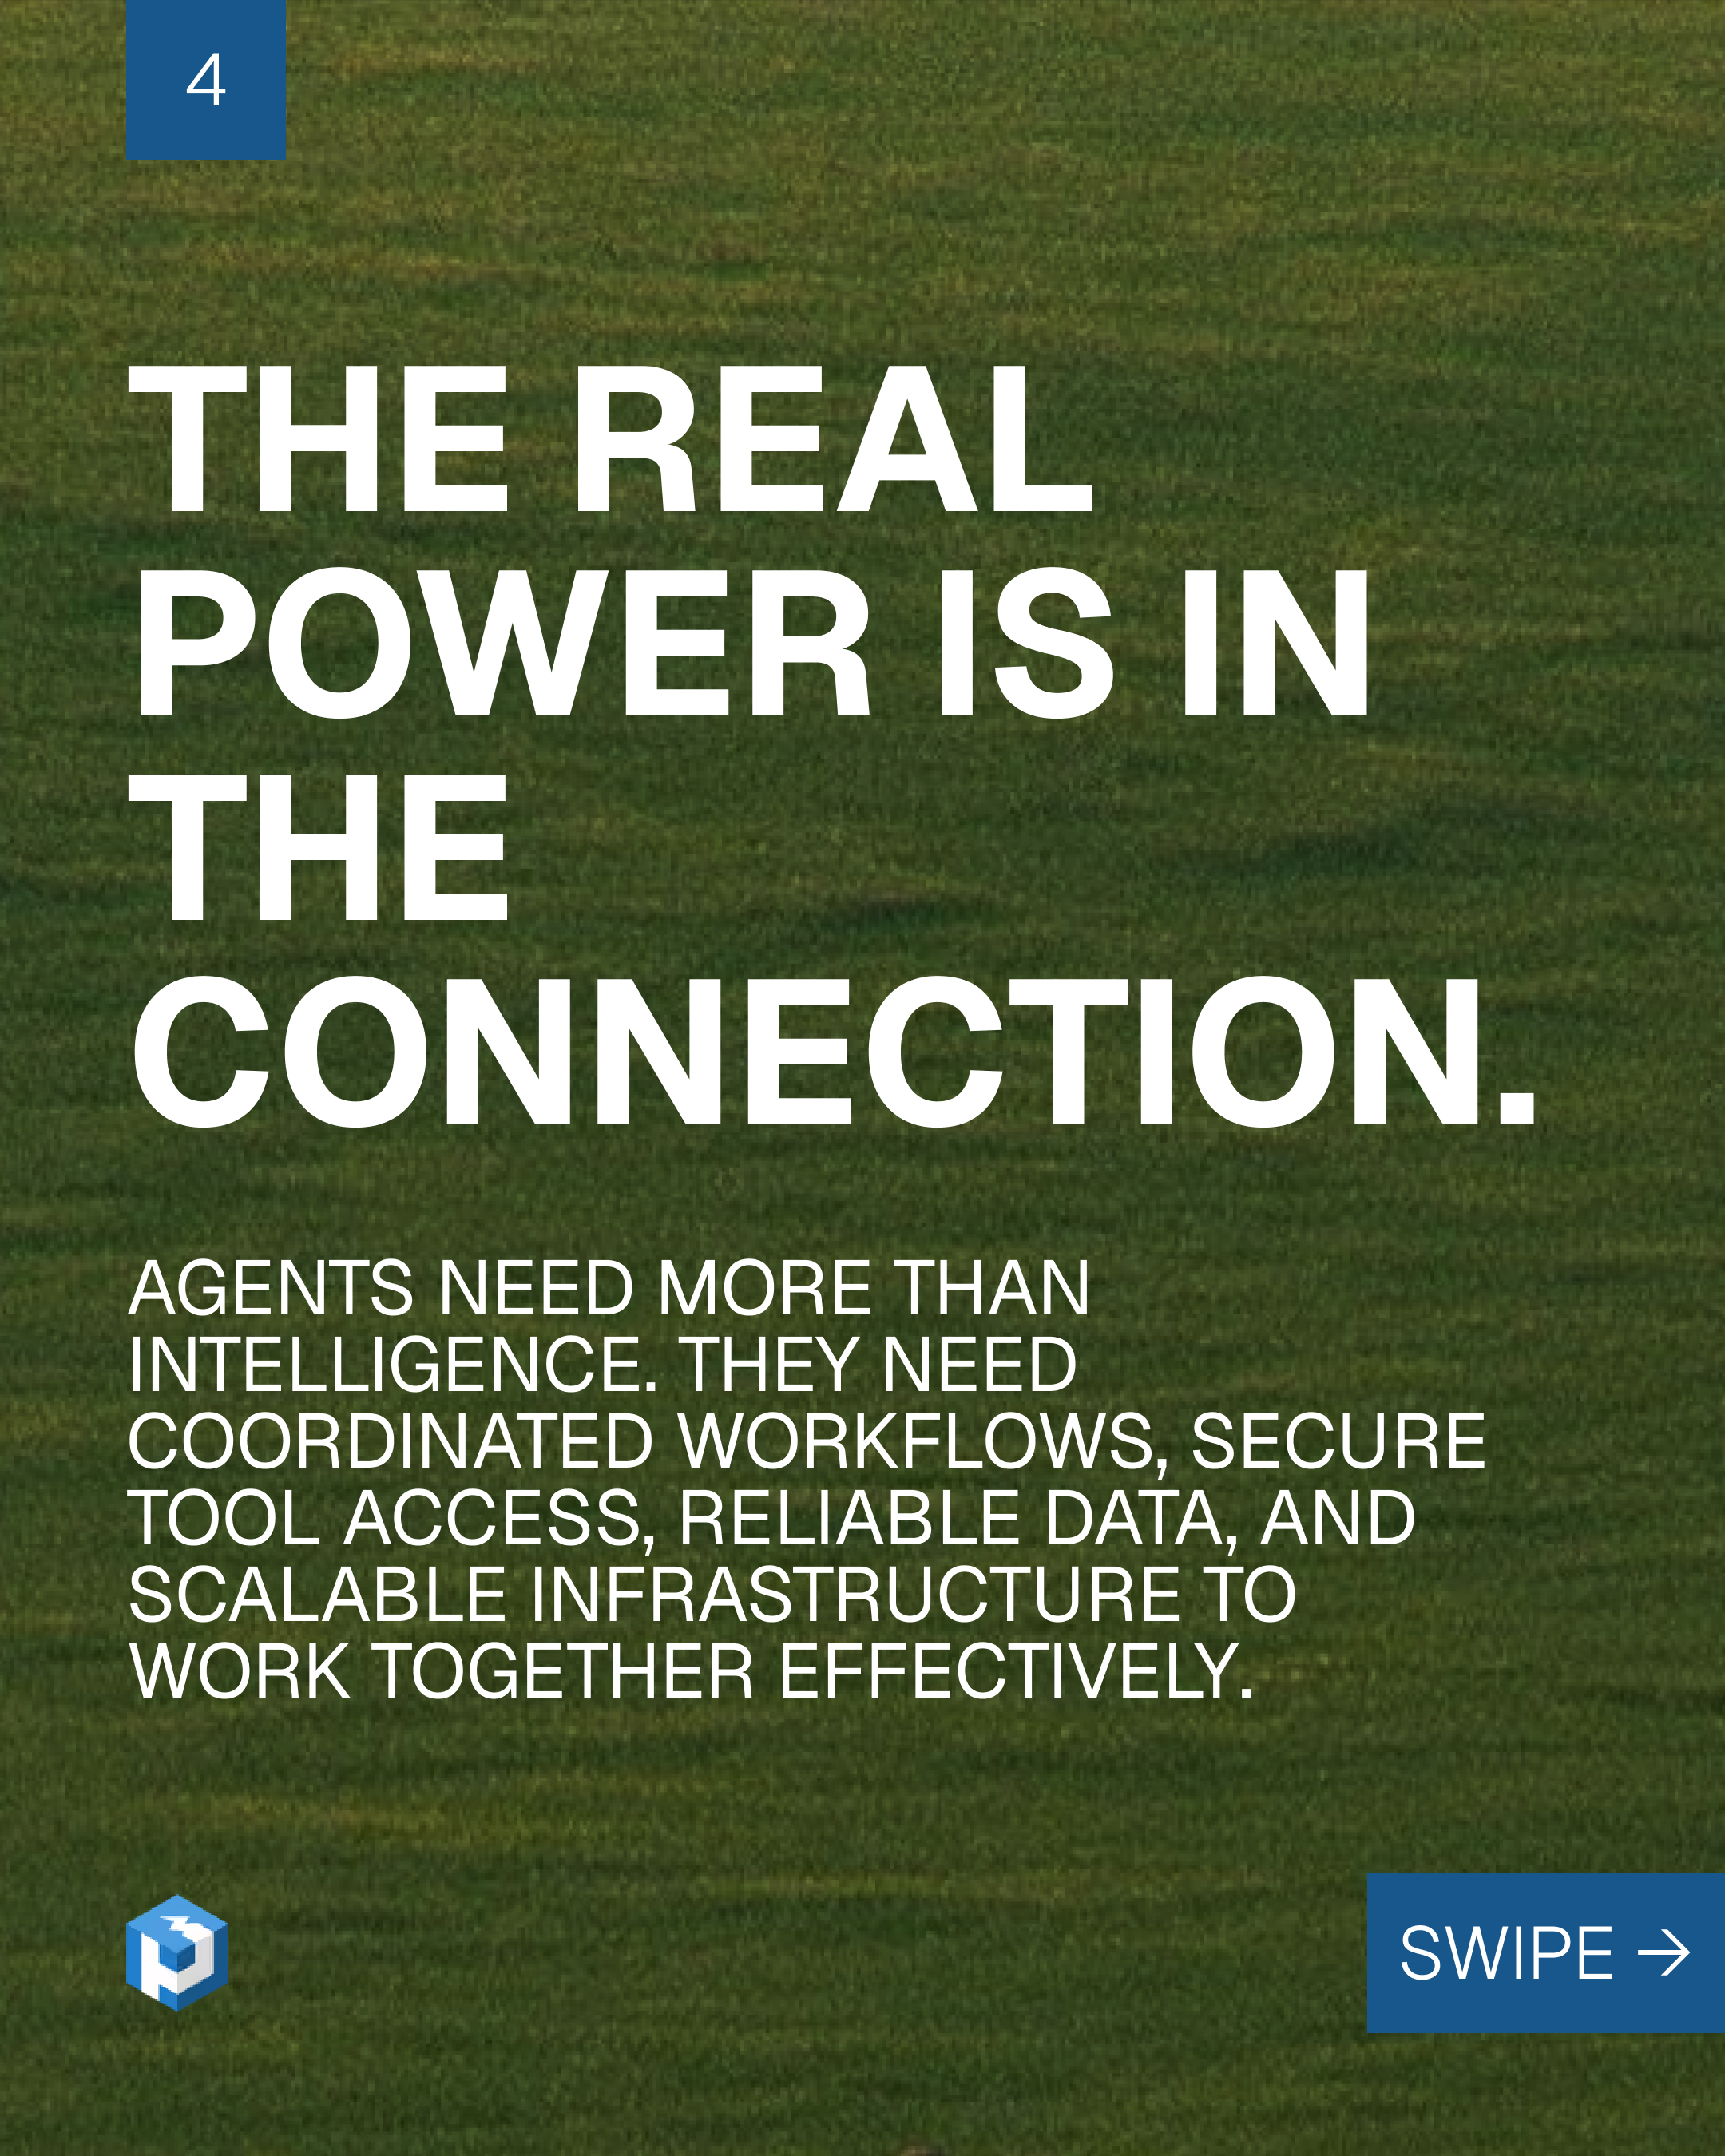 4
THE REAL
POWER IS IN
THE
CONNECTION.
AGENTS NEED MORE THAN
INTELLIGENCE. THEY NEED
COORDINATED WORKFLOWS, SECURE
TOOL ACCESS, RELIABLE DATA, AND
SCALABLE INFRASTRUCTURE TO
WORK TOGETHER EFFECTIVELY.
SWIPE →